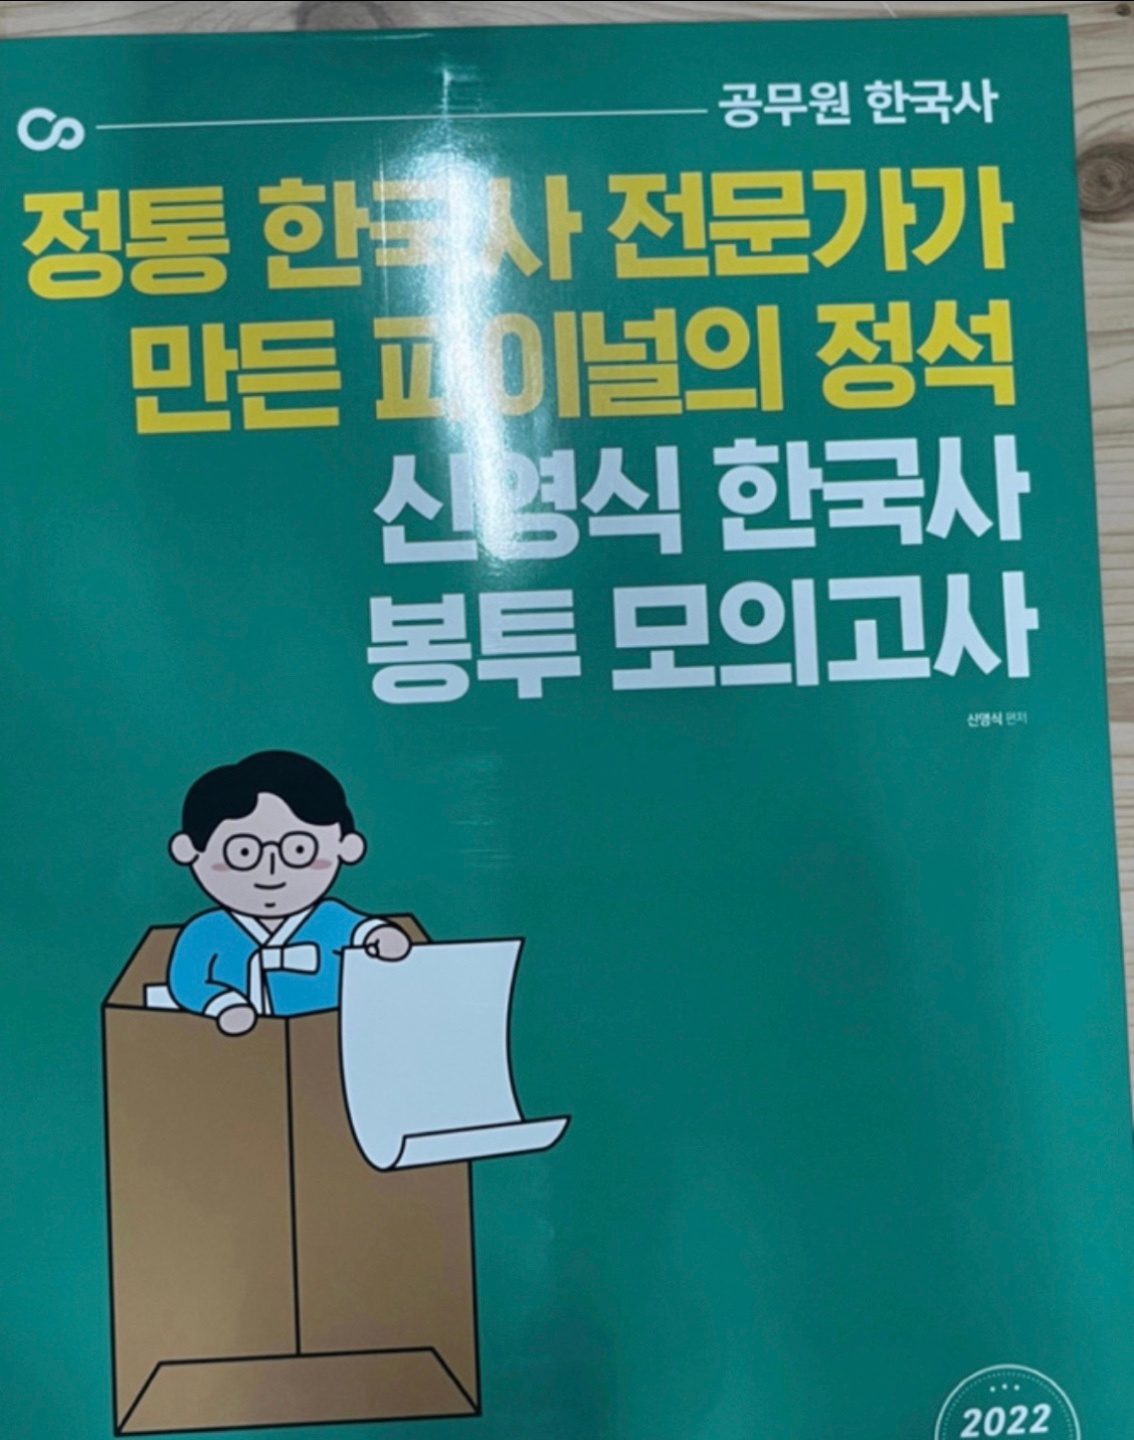 공무원 한국사
정통 한국사 전문가가
만든 파이널의 정석
신영식 한국사
봉투 모의고사
신영식 편저
2022